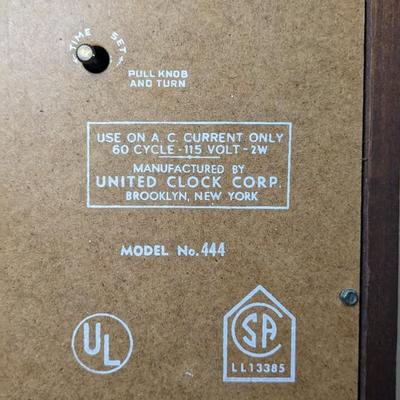 TIME SET
PULL KNOB
AND TURN
USE ON A. C. CURRENT ONLY
60 CYCLE - 115 VOLT - 2W
MANUFACTURED BY
UNITED CLOCK CORP.
BROOKLYN, NEW YORK
MODEL No. 444
UL
CSA
LL13385